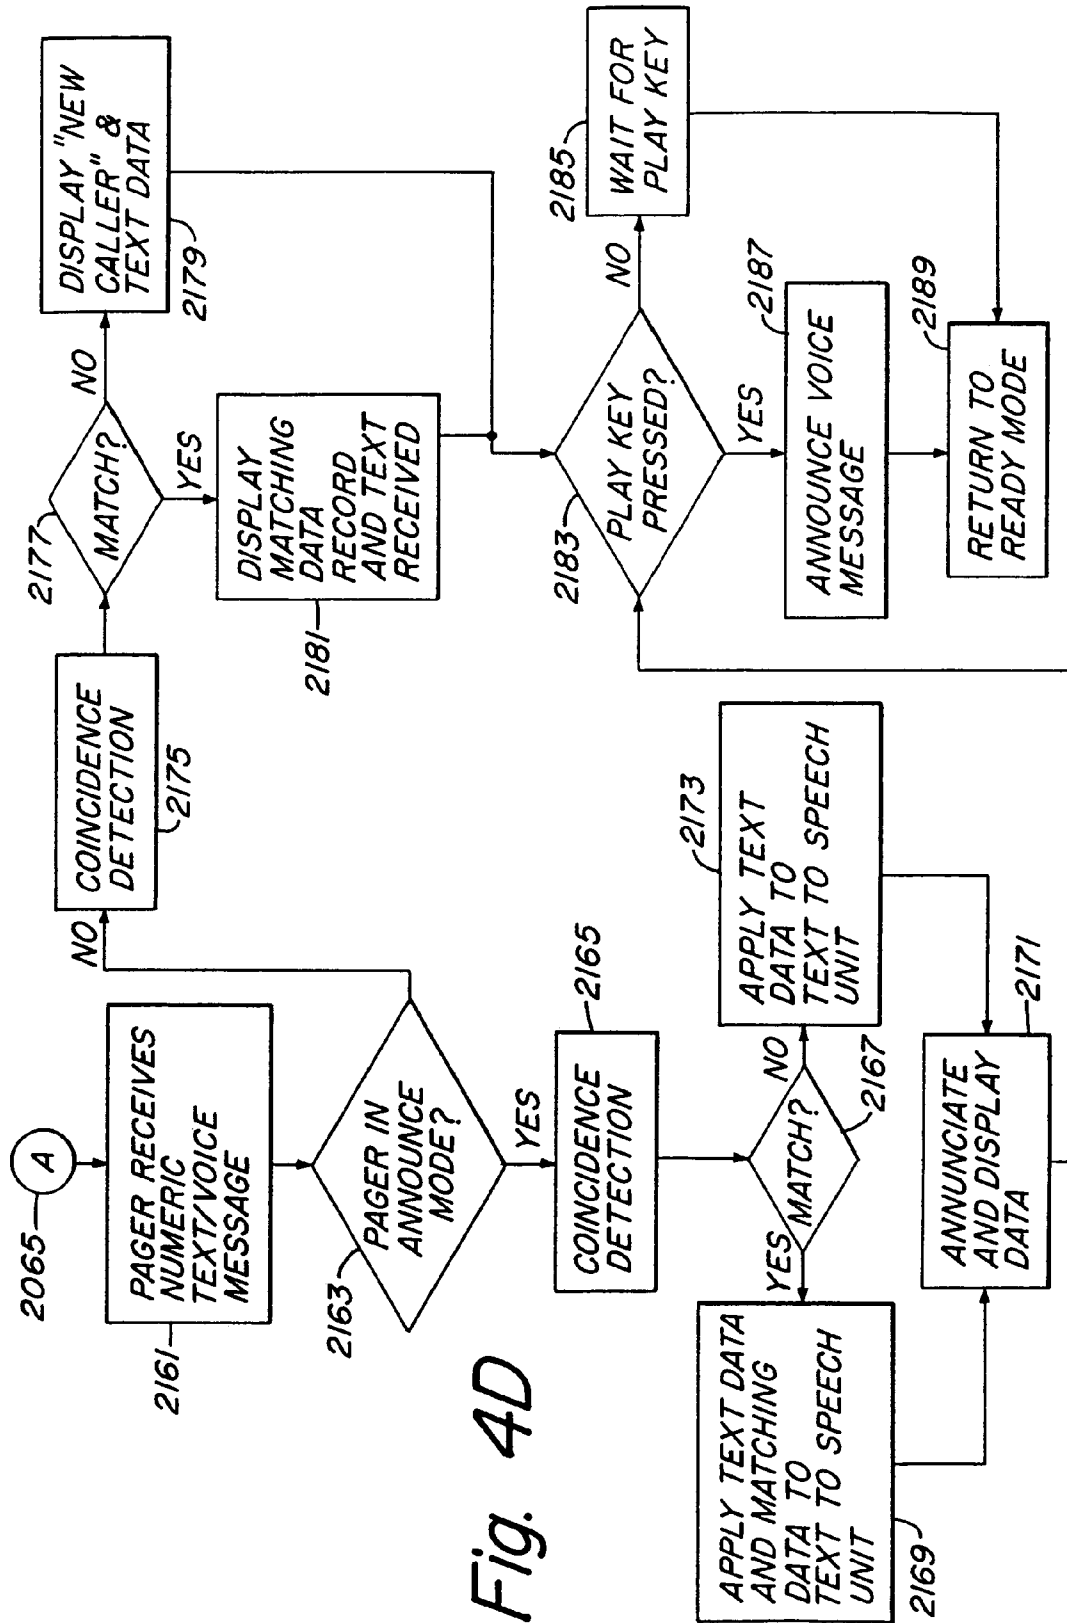 2065
A
PAGER RECEIVES
NUMERIC
TEXT/VOICE
MESSAGE
2161
PAGER IN
ANNOUNCE
MODE?
2163
NO
YES
COINCIDENCE
DETECTION
2165
MATCH?
2167
YES
NO
APPLY TEXT DATA
AND MATCHING
DATA TO
TEXT TO SPEECH
UNIT
2169
APPLY TEXT
DATA TO
TEXT TO SPEECH
UNIT
2173
ANNUNCIATE
AND DISPLAY
DATA
2171
COINCIDENCE
DETECTION
2175
MATCH?
2177
NO
YES
DISPLAY "NEW
CALLER" &
TEXT DATA
2179
DISPLAY
MATCHING
DATA
RECORD
AND TEXT
RECEIVED
2181
PLAY KEY
PRESSED?
2183
NO
YES
WAIT FOR
PLAY KEY
2185
ANNOUNCE VOICE
MESSAGE
2187
RETURN TO
READY MODE
2189
Fig. 4D